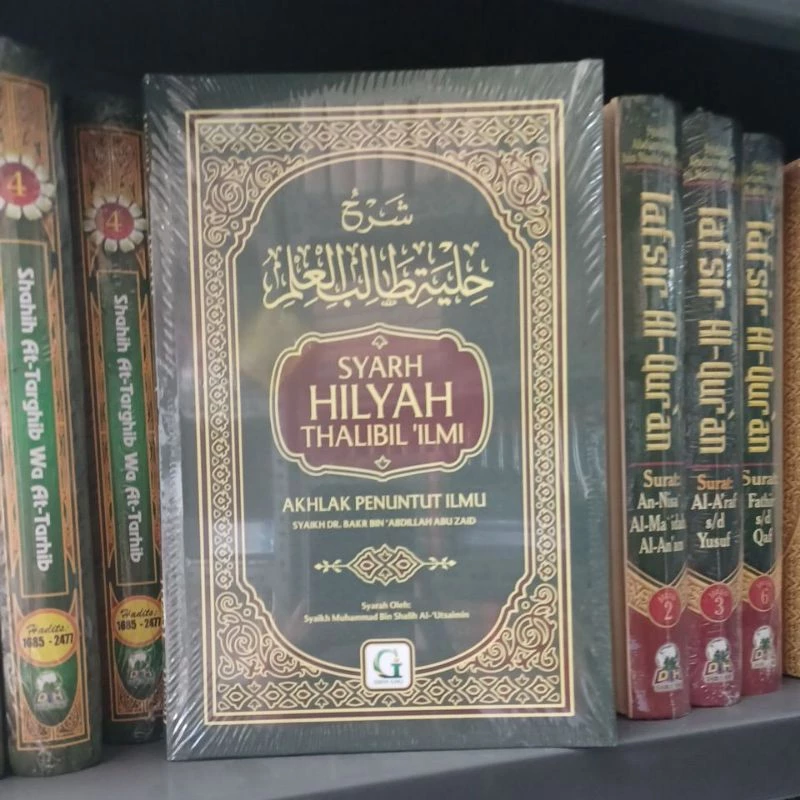 4
Shahih At-Targhib Wa At-Tarhib
Hadits:
1685 - 2477
4
Shahih At-Targhib Wa At-Tarhib
Hadits:
1685 - 2477
شرح
حلية طالب العلم
SYARH
HILYAH
THALIBIL 'ILMI
AKHLAK PENUNTUT ILMU
SYAIKH DR. BAKR BIN 'ABDILLAH ABU ZAID
Syarah Oleh:
Syaikh Muhammad Bin Shalih Al-'Utsaimin
G
Tafsir Al-Qur'an
Surat:
An-Nisa'
Al-Ma'idah
Al-An'am
2
Tafsir Al-Qur'an
Surat:
Al-A'raf
s/d
Yusuf
3
Tafsir Al-Qur'an
Surat:
Fathir
s/d
Qaf
6